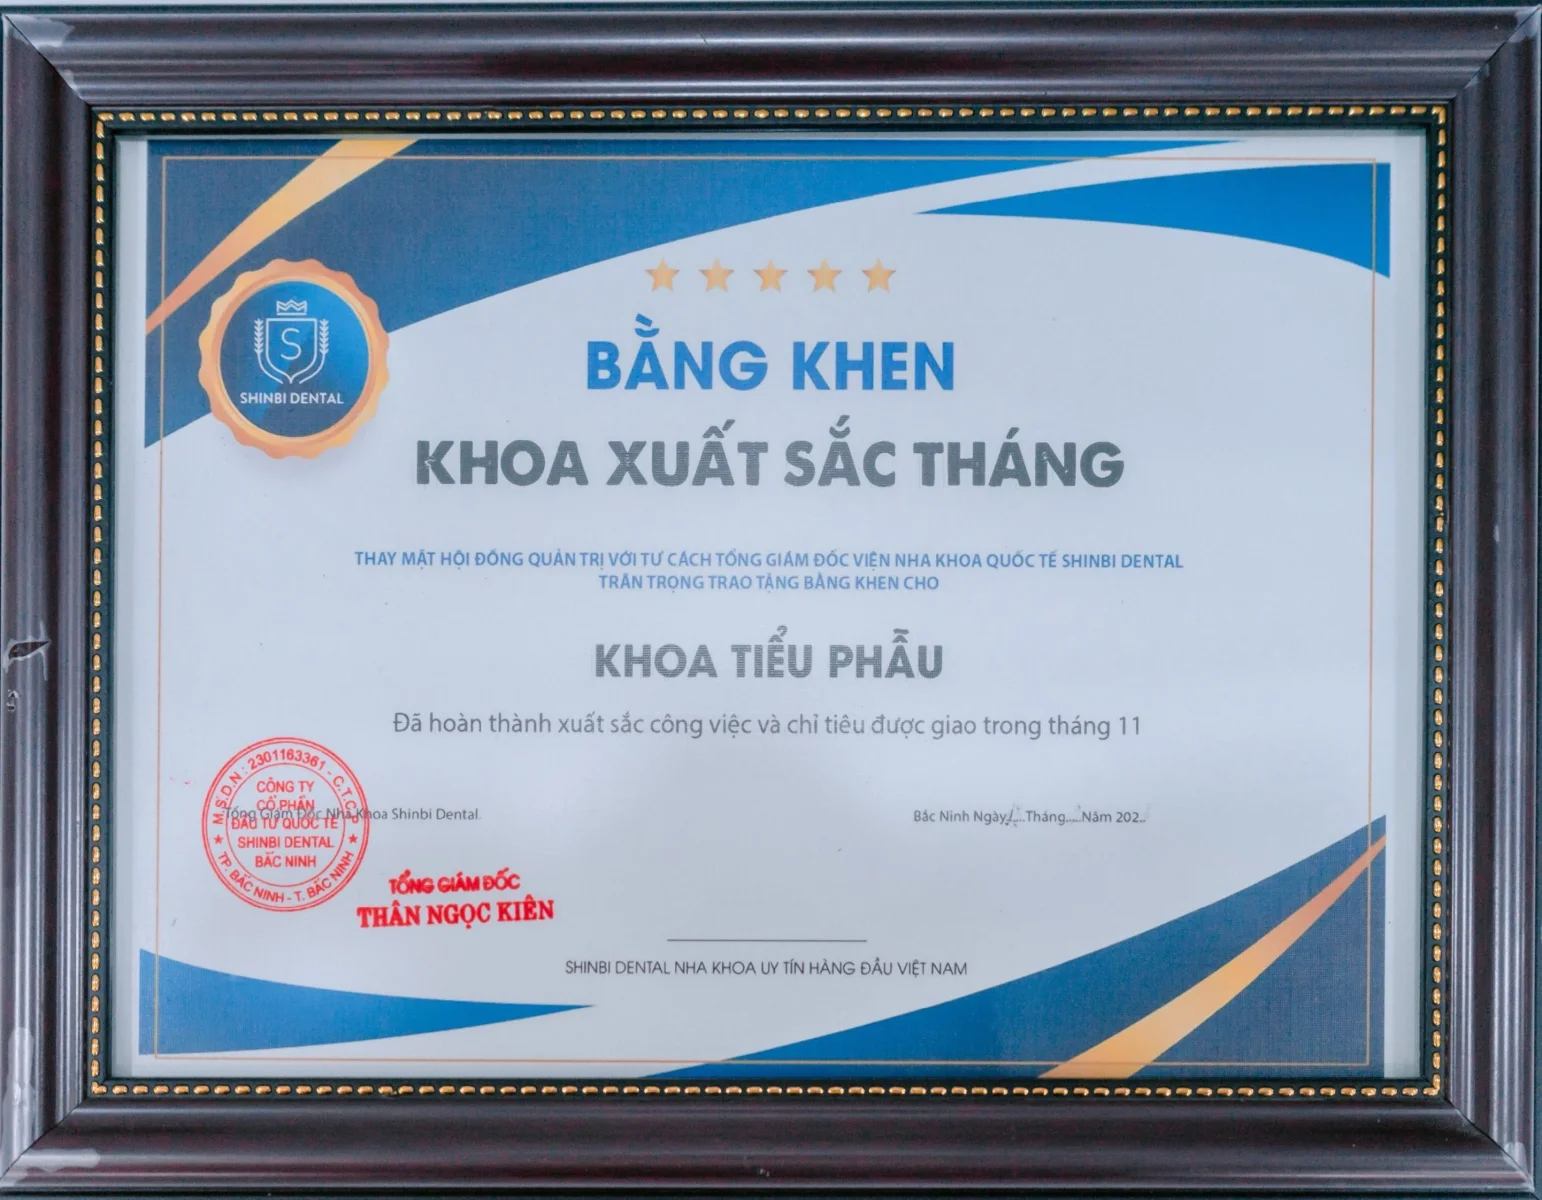 S
SHINBI DENTAL
BẰNG KHEN
KHOA XUẤT SẮC THÁNG
THAY MẶT HỘI ĐỒNG QUẢN TRỊ VỚI TƯ CÁCH TỔNG GIÁM ĐỐC VIỆN NHA KHOA QUỐC TẾ SHINBI DENTAL
TRÂN TRỌNG TRAO TẶNG BẰNG KHEN CHO
KHOA TIỂU PHẪU
Đã hoàn thành xuất sắc công việc và chỉ tiêu được giao trong tháng 11
Tổng Giám Đốc Nha Khoa Shinbi Dental
Bắc Ninh Ngày....Tháng....Năm 202..
M.S.D.N : 2301163361 - C.T.C.P
CÔNG TY
CỔ PHẦN
ĐẦU TƯ QUỐC TẾ
SHINBI DENTAL
BẮC NINH
TP. BẮC NINH - T. BẮC NINH
TỔNG GIÁM ĐỐC
THÂN NGỌC KIÊN
SHINBI DENTAL NHA KHOA UY TÍN HÀNG ĐẦU VIỆT NAM